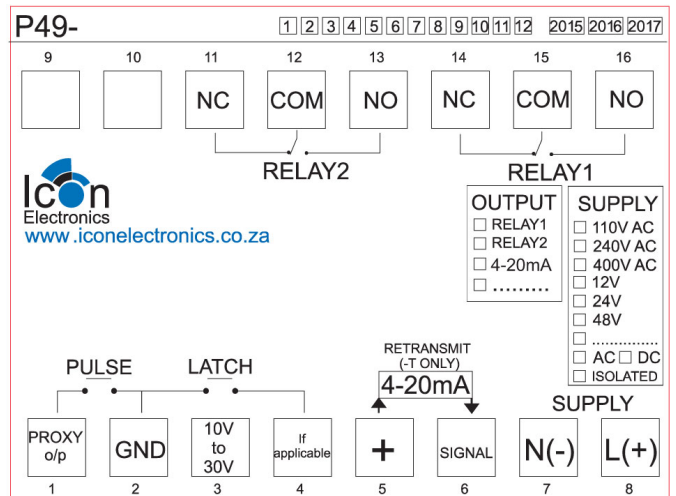 P49- 1 2 3 4 5 6 7 8 9 10 11 12 2015 2016 2017
9 10 11 12 13 14 15 16
NC COM NO NC COM NO
RELAY2 RELAY1
Icon
Electronics
www.iconelectronics.co.za
OUTPUT
RELAY1
RELAY2
4-20mA
.........
SUPPLY
110V AC
240V AC
400V AC
12V
24V
48V
...............
AC DC
ISOLATED
PULSE LATCH
RETRANSMIT
(-T ONLY)
4-20mA
SUPPLY
PROXY
o/p
GND
10V
to
30V
If
applicable
+
SIGNAL
N(-)
L(+)
1 2 3 4 5 6 7 8